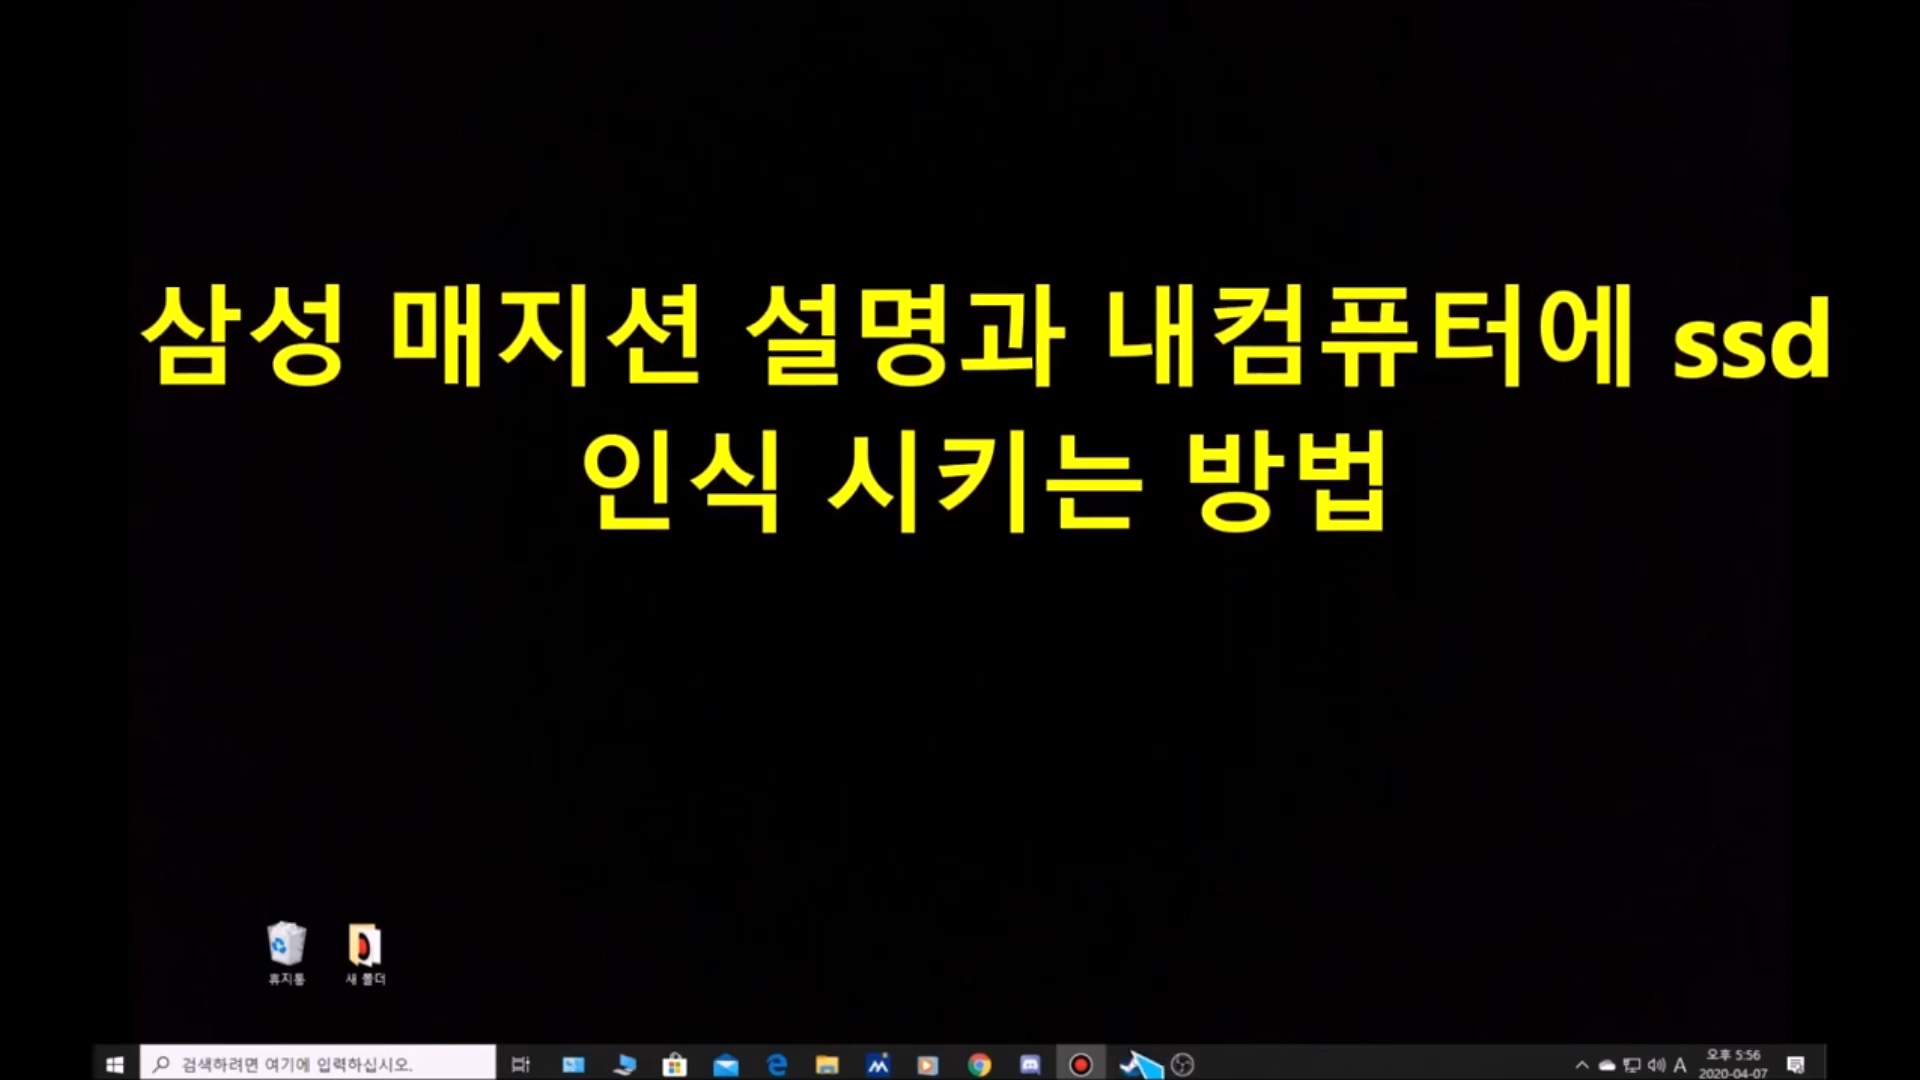 삼성 매지션 설명과 내컴퓨터에 ssd
인식 시키는 방법
휴지통
새 폴더
검색하려면 여기에 입력하십시오.
A
오후 5:56
2020-04-07